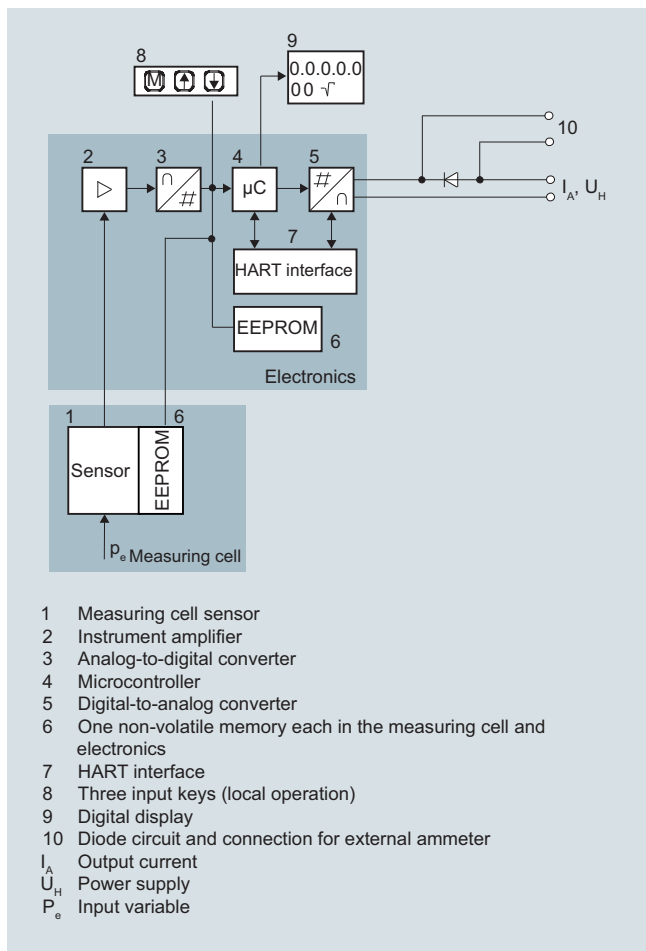 8
9
M
0.0.0.0.0
00 √
10
2
3
4
5
∩
#
µC
#
∩
I_A, U_H
7
HART interface
EEPROM
6
Electronics
1
6
Sensor
EEPROM
p_e Measuring cell
1 Measuring cell sensor
2 Instrument amplifier
3 Analog-to-digital converter
4 Microcontroller
5 Digital-to-analog converter
6 One non-volatile memory each in the measuring cell and
electronics
7 HART interface
8 Three input keys (local operation)
9 Digital display
10 Diode circuit and connection for external ammeter
I_A Output current
U_H Power supply
P_e Input variable